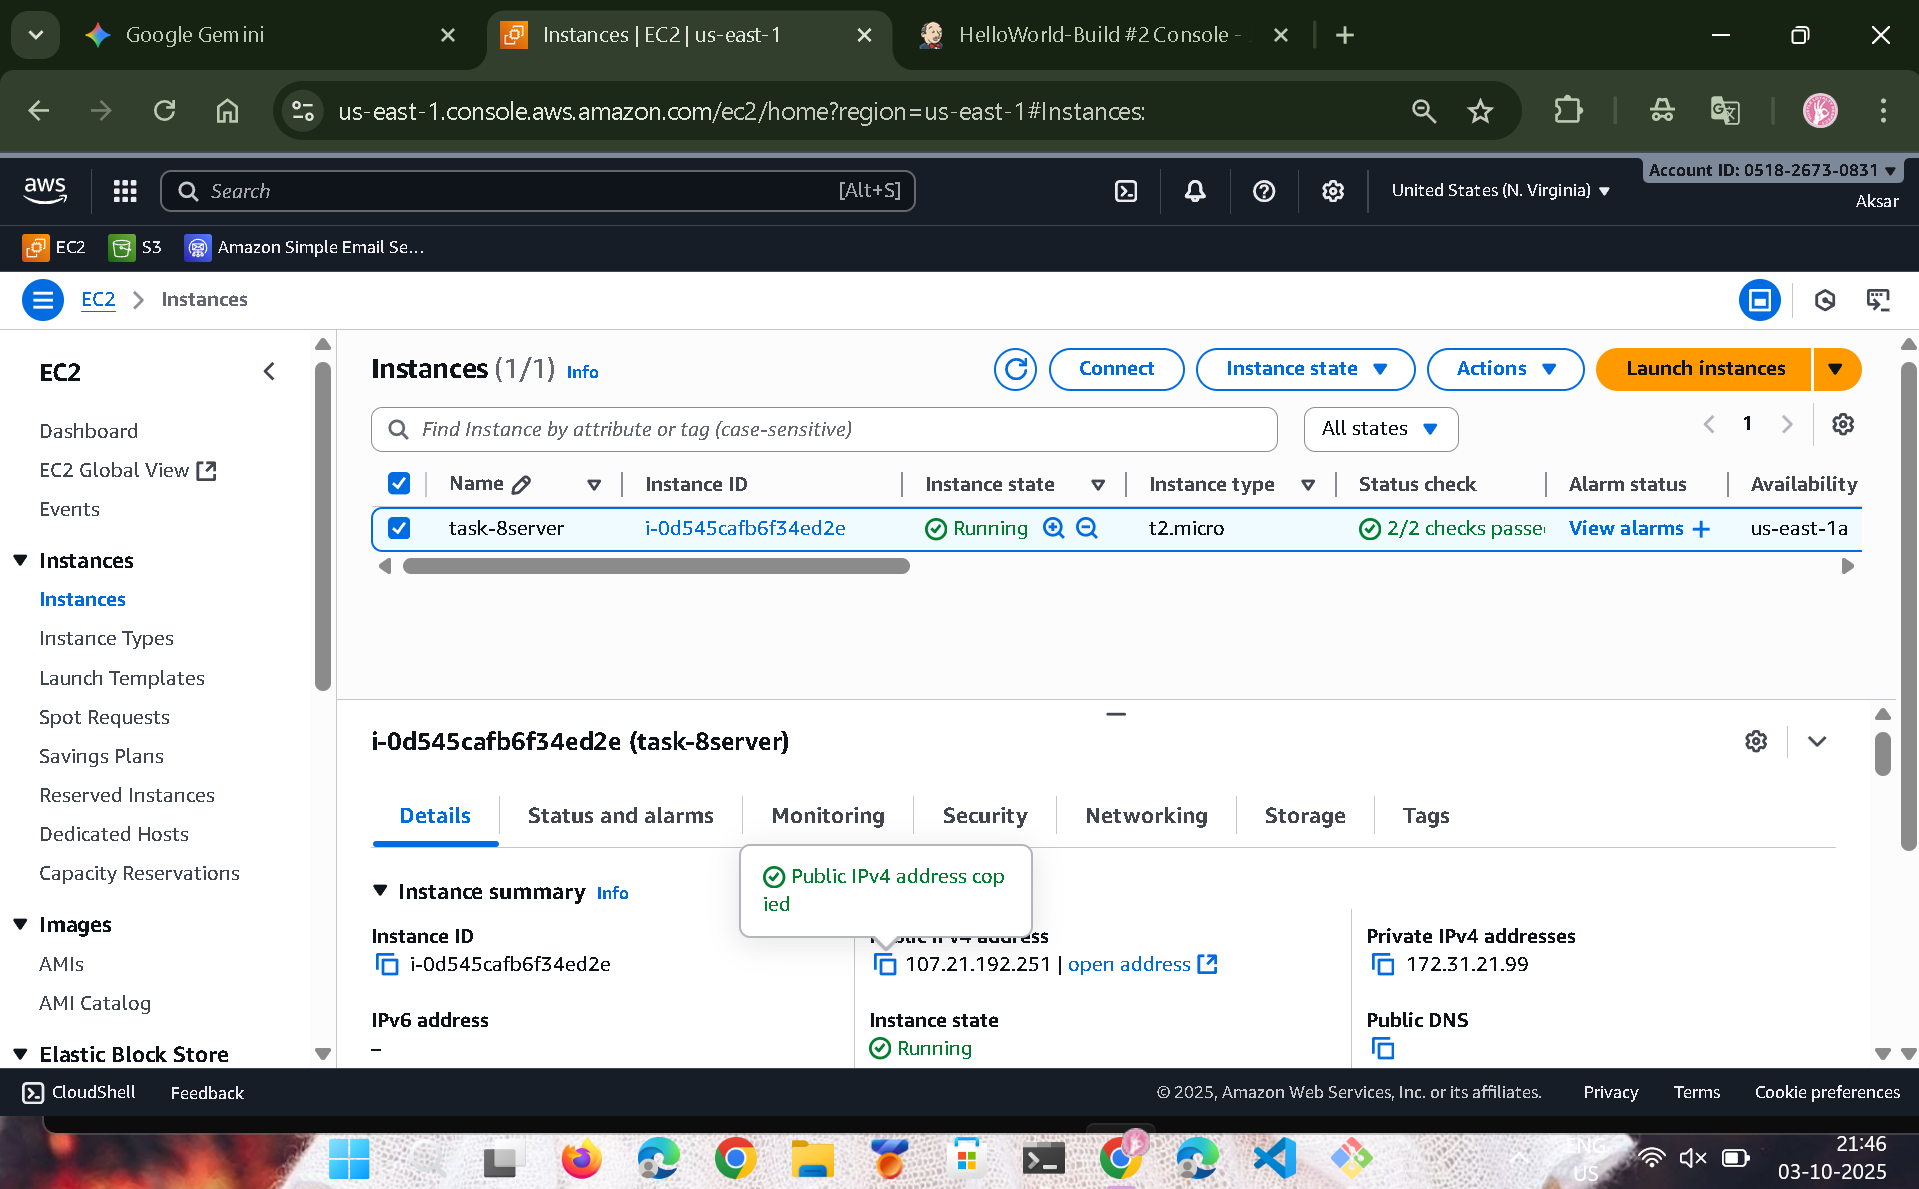 Google Gemini
Instances | EC2 | us-east-1
HelloWorld-Build #2 Console -
us-east-1.console.aws.amazon.com/ec2/home?region=us-east-1#Instances:
aws
Search
[Alt+S]
United States (N. Virginia)
Account ID: 0518-2673-0831
Aksar
EC2
S3
Amazon Simple Email Se...
EC2
Instances
EC2
Dashboard
EC2 Global View
Events
Instances
Instances
Instance Types
Launch Templates
Spot Requests
Savings Plans
Reserved Instances
Dedicated Hosts
Capacity Reservations
Images
AMIs
AMI Catalog
Elastic Block Store
Instances (1/1) Info
Connect
Instance state
Actions
Launch instances
Find Instance by attribute or tag (case-sensitive)
All states
1
Name
Instance ID
Instance state
Instance type
Status check
Alarm status
Availability
task-8server
i-0d545cafb6f34ed2e
Running
t2.micro
2/2 checks passe
View alarms +
us-east-1a
i-0d545cafb6f34ed2e (task-8server)
Details
Status and alarms
Monitoring
Security
Networking
Storage
Tags
Public IPv4 address cop
ied
Instance summary Info
Instance ID
i-0d545cafb6f34ed2e
Public IPv4 address
107.21.192.251 | open address
Private IPv4 addresses
172.31.21.99
IPv6 address
–
Instance state
Running
Public DNS
CloudShell
Feedback
© 2025, Amazon Web Services, Inc. or its affiliates.
Privacy
Terms
Cookie preferences
ENG
US
21:46
03-10-2025